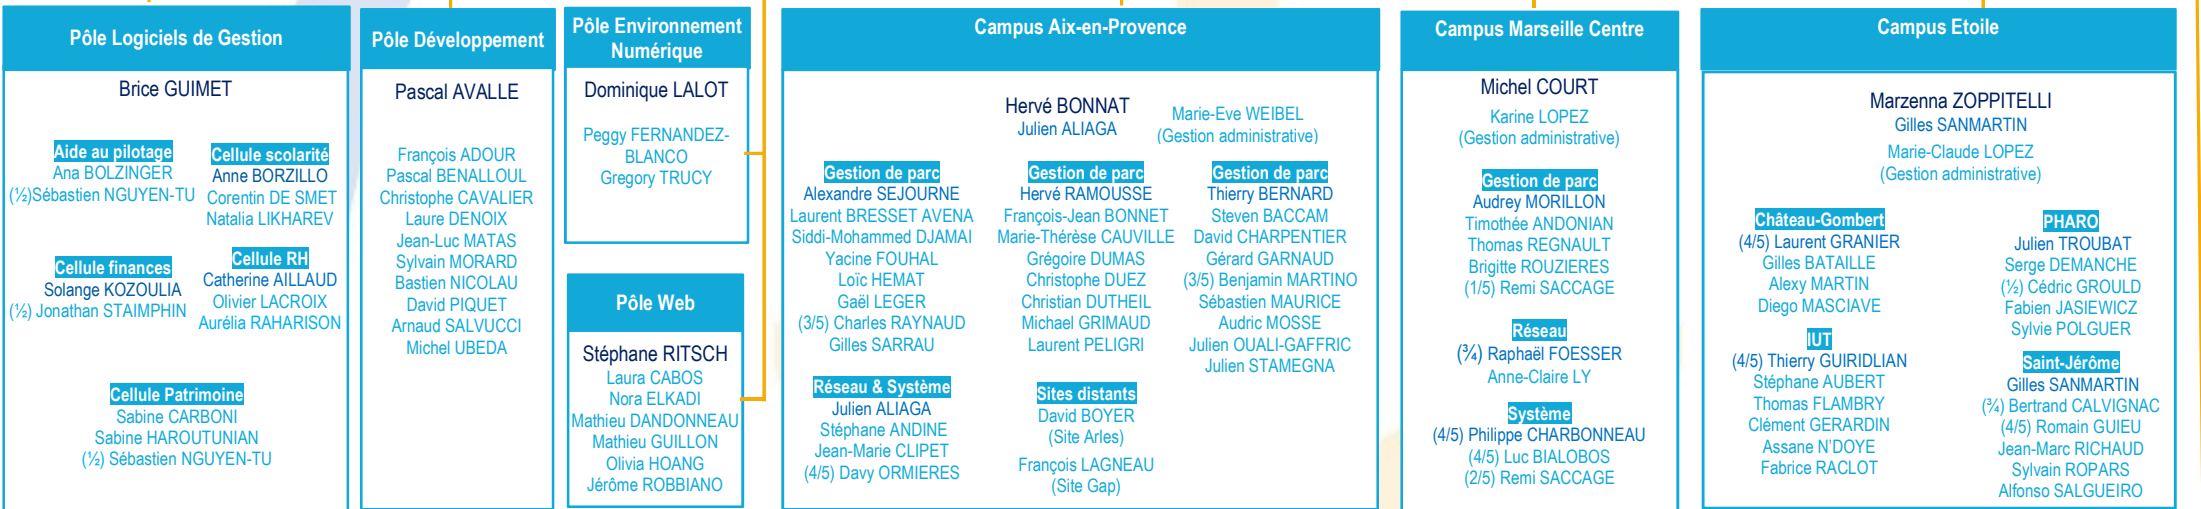 Pôle Logiciels de Gestion
Brice GUIMET
Aide au pilotage
Ana BOLZINGER
(½)Sébastien NGUYEN-TU
Cellule scolarité
Anne BORZILLO
Corentin DE SMET
Natalia LIKHAREV
Cellule finances
Solange KOZOULIA
(½) Jonathan STAIMPHIN
Cellule RH
Catherine AILLAUD
Olivier LACROIX
Aurélia RAHARISON
Cellule Patrimoine
Sabine CARBONI
Sabine HAROUTUNIAN
(½) Sébastien NGUYEN-TU
Pôle Développement
Pascal AVALLE
François ADOUR
Pascal BENALLOUL
Christophe CAVALIER
Laure DENOIX
Jean-Luc MATAS
Sylvain MORARD
Bastien NICOLAU
David PIQUET
Arnaud SALVUCCI
Michel UBEDA
Pôle Environnement
Numérique
Dominique LALOT
Peggy FERNANDEZ-
BLANCO
Gregory TRUCY
Pôle Web
Stéphane RITSCH
Laura CABOS
Nora ELKADI
Mathieu DANDONNEAU
Mathieu GUILLON
Olivia HOANG
Jérôme ROBBIANO
Campus Aix-en-Provence
Hervé BONNAT
Julien ALIAGA
Marie-Eve WEIBEL
(Gestion administrative)
Gestion de parc
Alexandre SEJOURNE
Laurent BRESSET AVENA
Siddi-Mohammed DJAMAI
Yacine FOUHAL
Loïc HEMAT
Gaël LEGER
(3/5) Charles RAYNAUD
Gilles SARRAU
Gestion de parc
Hervé RAMOUSSE
François-Jean BONNET
Marie-Thérèse CAUVILLE
Grégoire DUMAS
Christophe DUEZ
Christian DUTHEIL
Michael GRIMAUD
Laurent PELIGRI
Gestion de parc
Thierry BERNARD
Steven BACCAM
David CHARPENTIER
Gérard GARNAUD
(3/5) Benjamin MARTINO
Sébastien MAURICE
Audric MOSSE
Julien OUALI-GAFFRIC
Julien STAMEGNA
Réseau & Système
Julien ALIAGA
Stéphane ANDINE
Jean-Marie CLIPET
(4/5) Davy ORMIERES
Sites distants
David BOYER
(Site Arles)
François LAGNEAU
(Site Gap)
Campus Marseille Centre
Michel COURT
Karine LOPEZ
(Gestion administrative)
Gestion de parc
Audrey MORILLON
Timothée ANDONIAN
Thomas REGNAULT
Brigitte ROUZIERES
(1/5) Remi SACCAGE
Réseau
(¾) Raphaël FOESSER
Anne-Claire LY
Système
(4/5) Philippe CHARBONNEAU
(4/5) Luc BIALOBOS
(2/5) Remi SACCAGE
Campus Etoile
Marzenna ZOPPITELLI
Gilles SANMARTIN
Marie-Claude LOPEZ
(Gestion administrative)
Château-Gombert
(4/5) Laurent GRANIER
Gilles BATAILLE
Alexy MARTIN
Diego MASCIAVE
IUT
(4/5) Thierry GUIRIDLIAN
Stéphane AUBERT
Thomas FLAMBRY
Clément GERARDIN
Assane N'DOYE
Fabrice RACLOT
PHARO
Julien TROUBAT
Serge DEMANCHE
(½) Cédric GROULD
Fabien JASIEWICZ
Sylvie POLGUER
Saint-Jérôme
Gilles SANMARTIN
(¾) Bertrand CALVIGNAC
(4/5) Romain GUIEU
Jean-Marc RICHAUD
Sylvain ROPARS
Alfonso SALGUEIRO